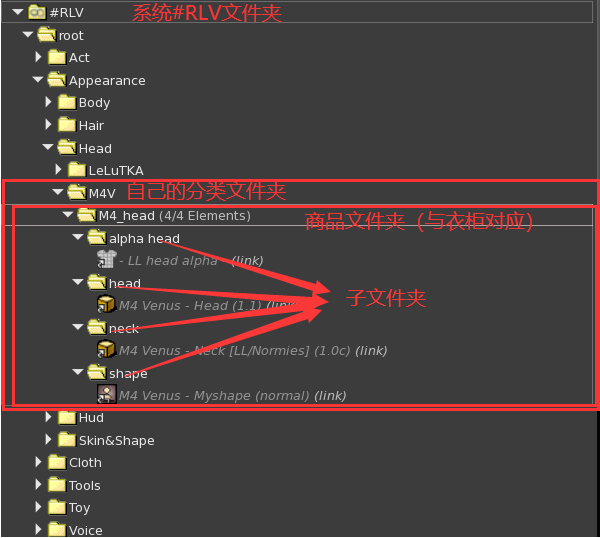 #RLV 系统#RLV文件夹
root
Act
Appearance
Body
Hair
Head
LeLuTKA
M4V 自己的分类文件夹
M4_head (4/4 Elements) 商品文件夹（与衣柜对应）
alpha head
- LL head alpha - (link)
head 子文件夹
M4 Venus - Head (1.1) (link)
neck
M4 Venus - Neck [LL/Normies] (1.0c) (link)
shape
M4 Venus - Myshape (normal) (link)
Hud
Skin&Shape
Cloth
Tools
Toy
Voice